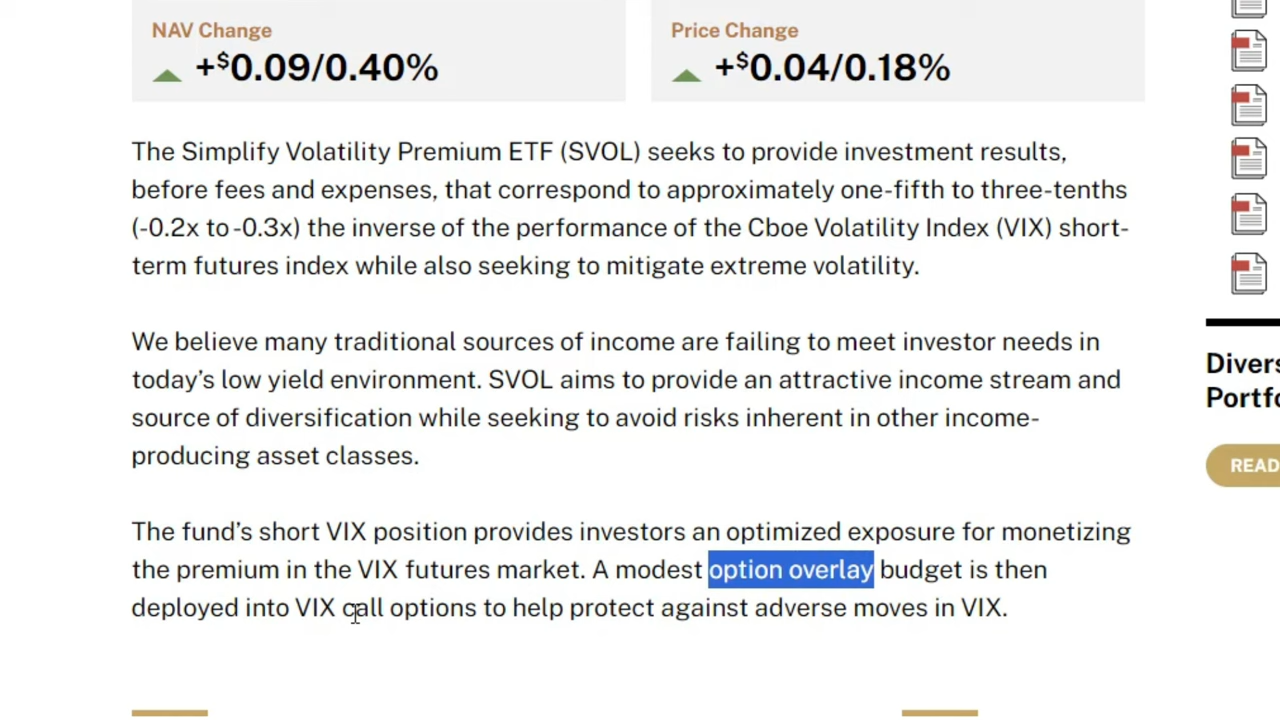 NAV Change
+$0.09/0.40%
Price Change
+$0.04/0.18%
The Simplify Volatility Premium ETF (SVOL) seeks to provide investment results,
before fees and expenses, that correspond to approximately one-fifth to three-tenths
(-0.2x to -0.3x) the inverse of the performance of the Cboe Volatility Index (VIX) short-
term futures index while also seeking to mitigate extreme volatility.
We believe many traditional sources of income are failing to meet investor needs in
today’s low yield environment. SVOL aims to provide an attractive income stream and
source of diversification while seeking to avoid risks inherent in other income-
producing asset classes.
The fund’s short VIX position provides investors an optimized exposure for monetizing
the premium in the VIX futures market. A modest option overlay budget is then
deployed into VIX call options to help protect against adverse moves in VIX.
Divers
Portfo
READ